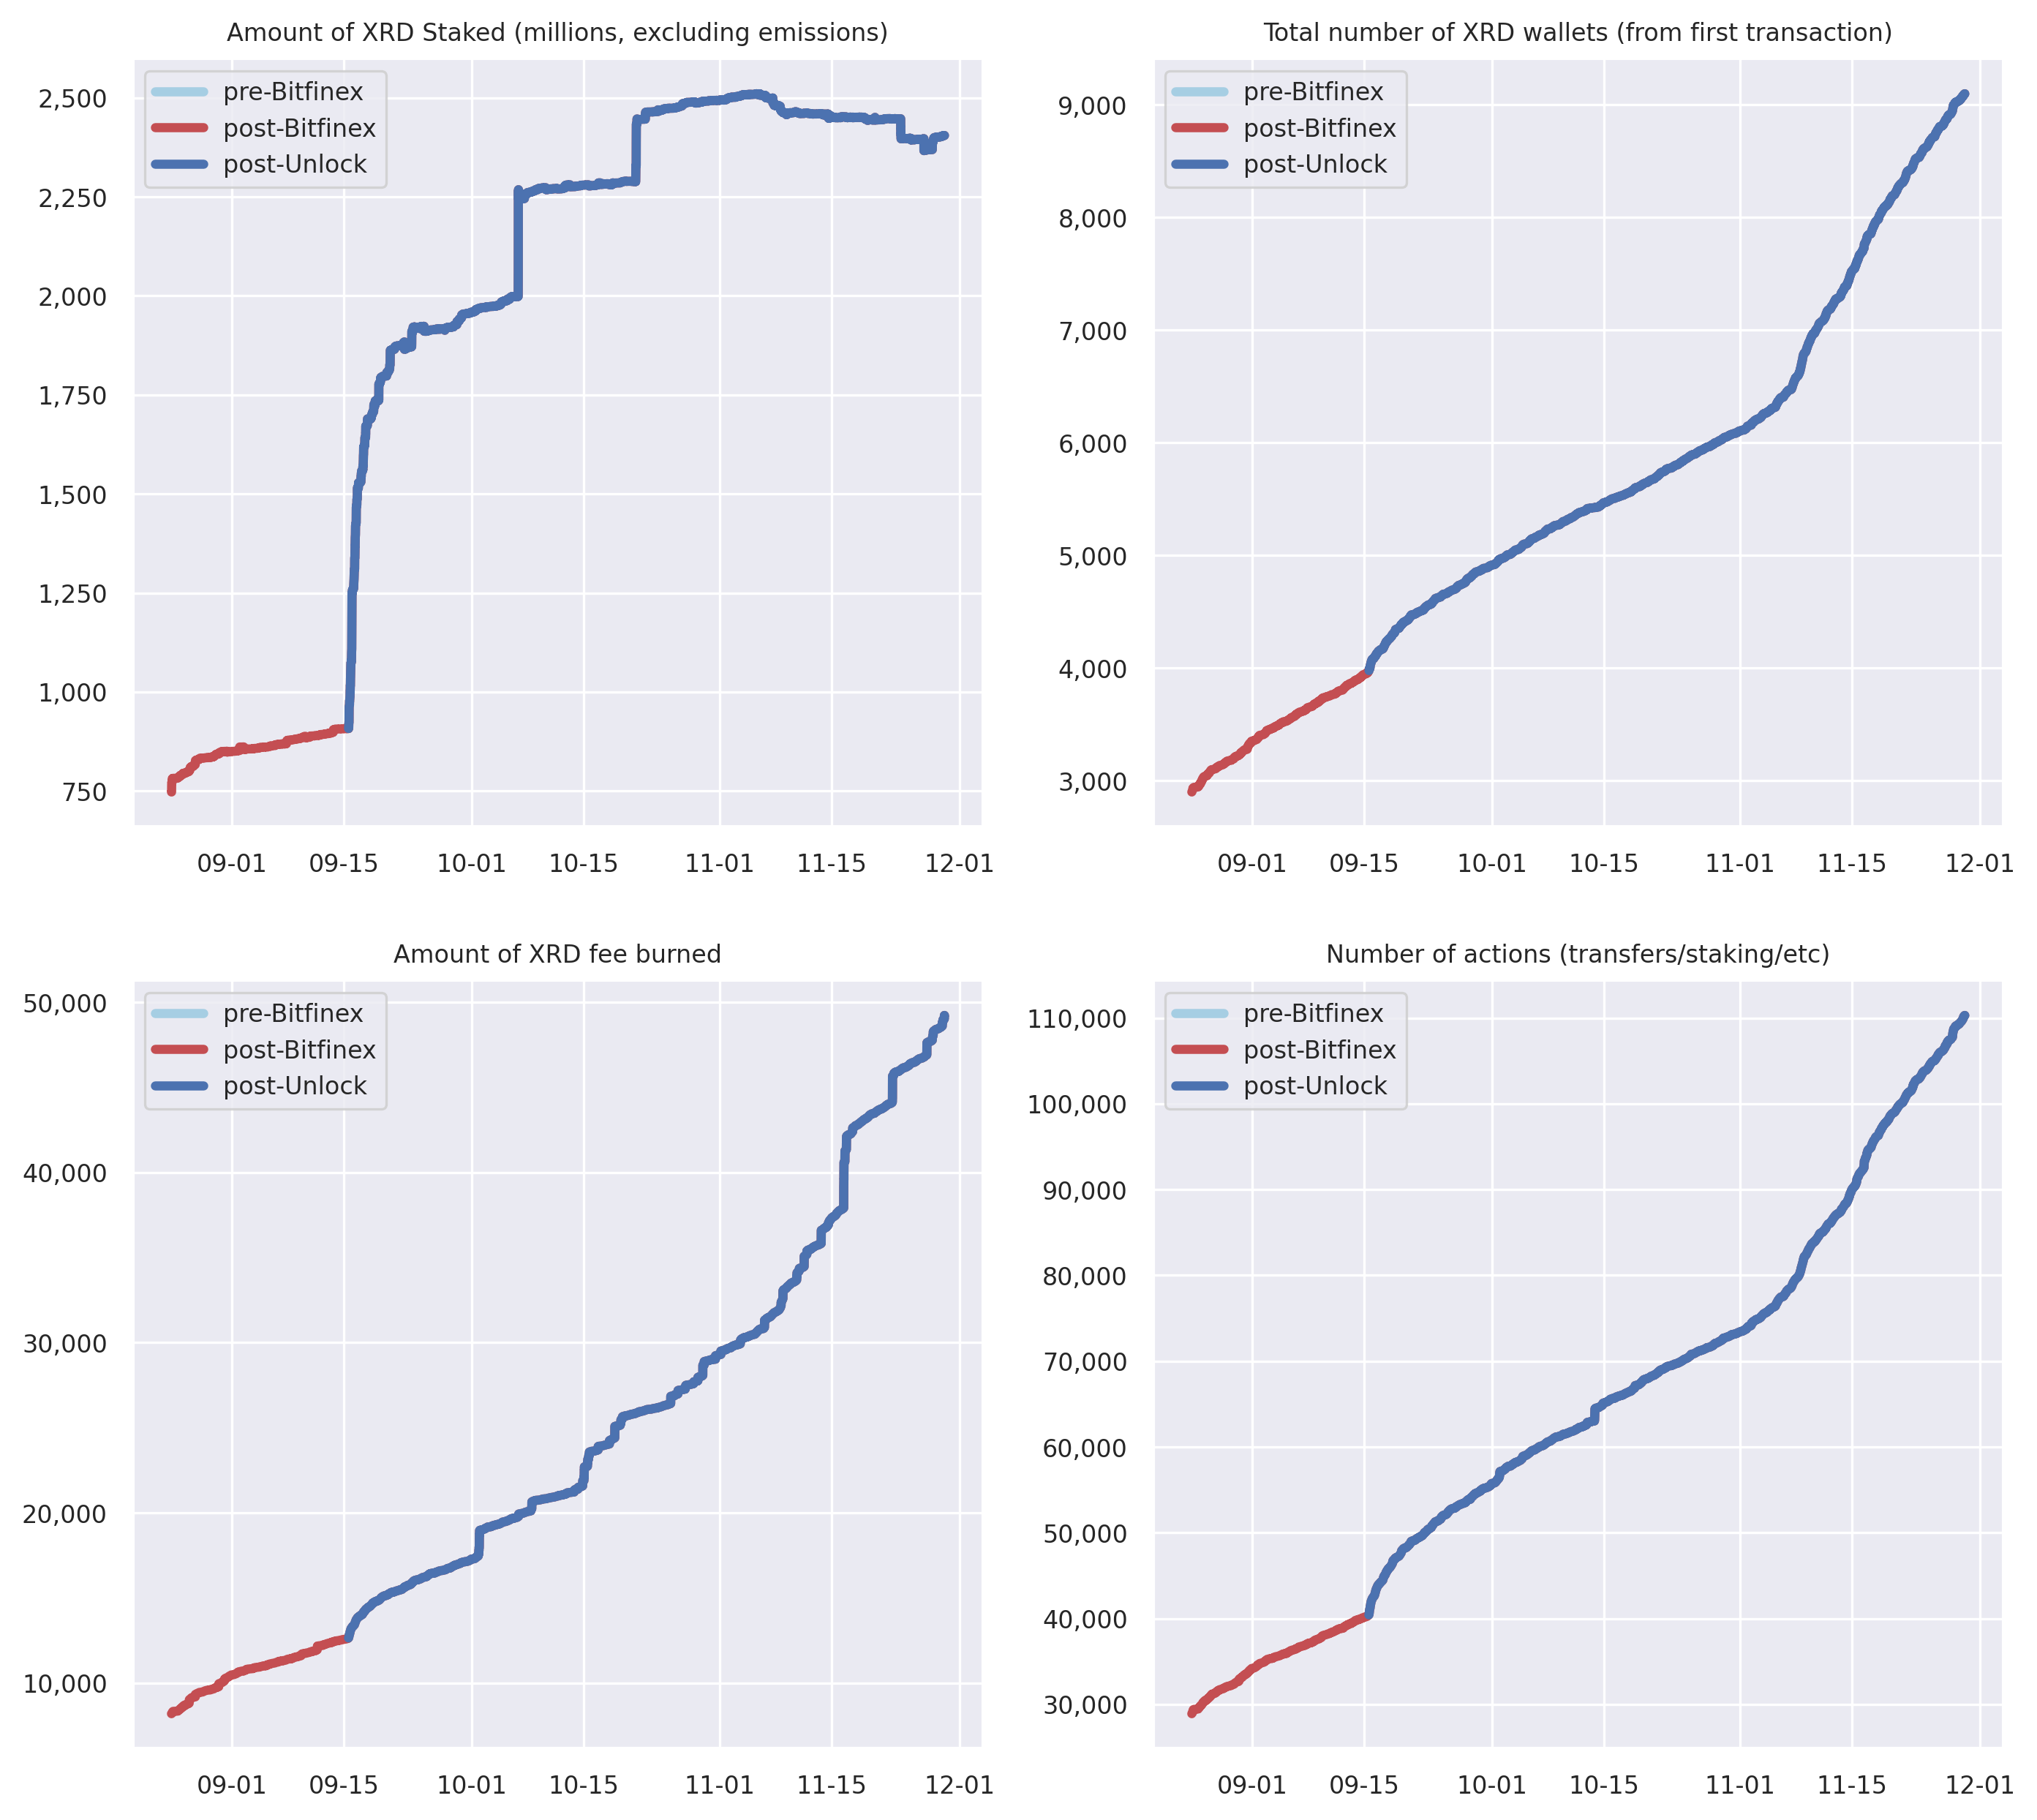 Amount of XRD Staked (millions, excluding emissions)
pre-Bitfinex
post-Bitfinex
post-Unlock
2,500
2,250
2,000
1,750
1,500
1,250
1,000
750
09-01 09-15 10-01 10-15 11-01 11-15 12-01
Total number of XRD wallets (from first transaction)
pre-Bitfinex
post-Bitfinex
post-Unlock
9,000
8,000
7,000
6,000
5,000
4,000
3,000
09-01 09-15 10-01 10-15 11-01 11-15 12-01
Amount of XRD fee burned
pre-Bitfinex
post-Bitfinex
post-Unlock
50,000
40,000
30,000
20,000
10,000
09-01 09-15 10-01 10-15 11-01 11-15 12-01
Number of actions (transfers/staking/etc)
pre-Bitfinex
post-Bitfinex
post-Unlock
110,000
100,000
90,000
80,000
70,000
60,000
50,000
40,000
30,000
09-01 09-15 10-01 10-15 11-01 11-15 12-01